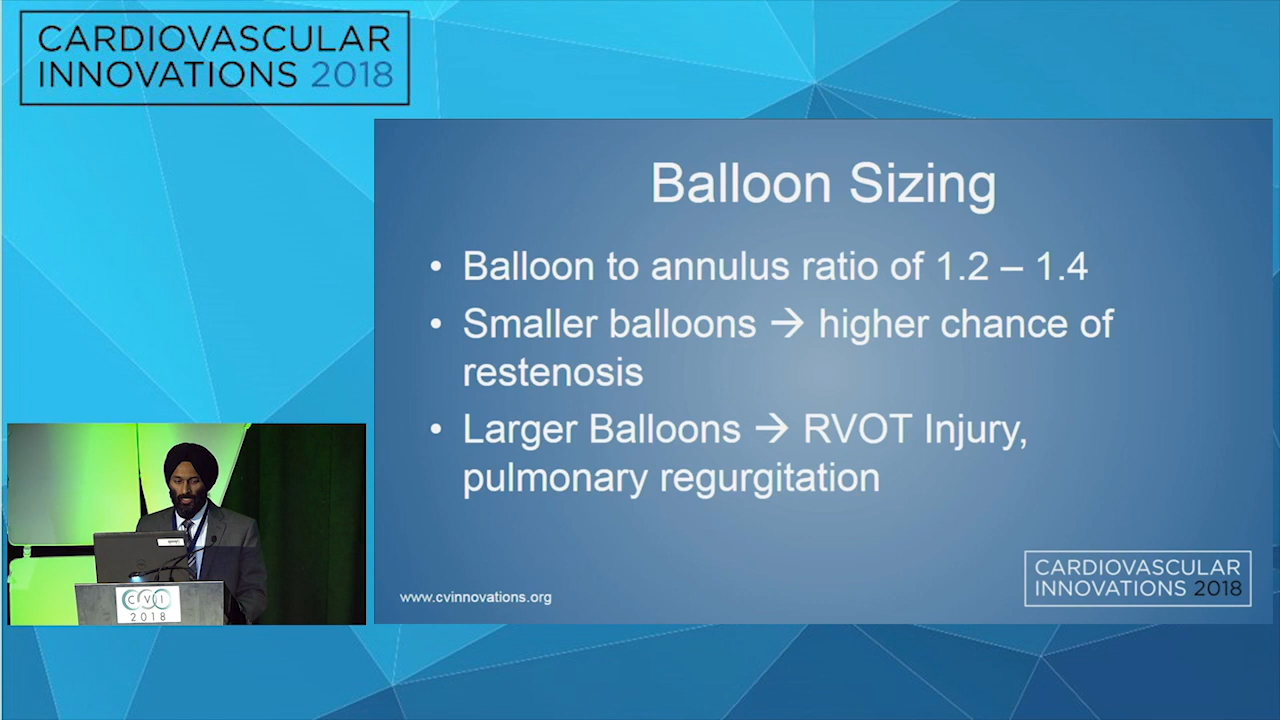 CARDIOVASCULAR
INNOVATIONS 2018
Balloon Sizing
• Balloon to annulus ratio of 1.2 – 1.4
• Smaller balloons → higher chance of
restenosis
• Larger Balloons → RVOT Injury,
pulmonary regurgitation
www.cvinnovations.org
CARDIOVASCULAR
INNOVATIONS 2018
CVI
2018